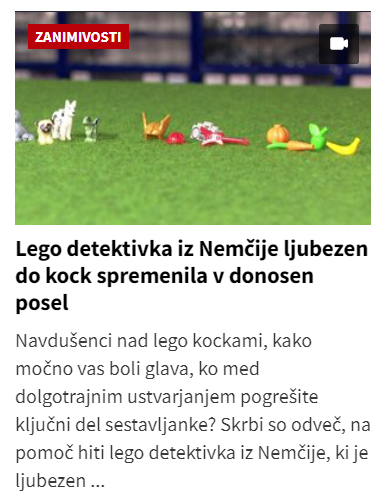 ZANIMIVOSTI
Lego detektivka iz Nemčije ljubezen
do kock spremenila v donosen
posel
Navdušenci nad lego kockami, kako
močno vas boli glava, ko med
dolgotrajnim ustvarjanjem pogrešite
ključni del sestavljanke? Skrbi so odveč, na
pomoč hiti lego detektivka iz Nemčije, ki je
ljubezen ...